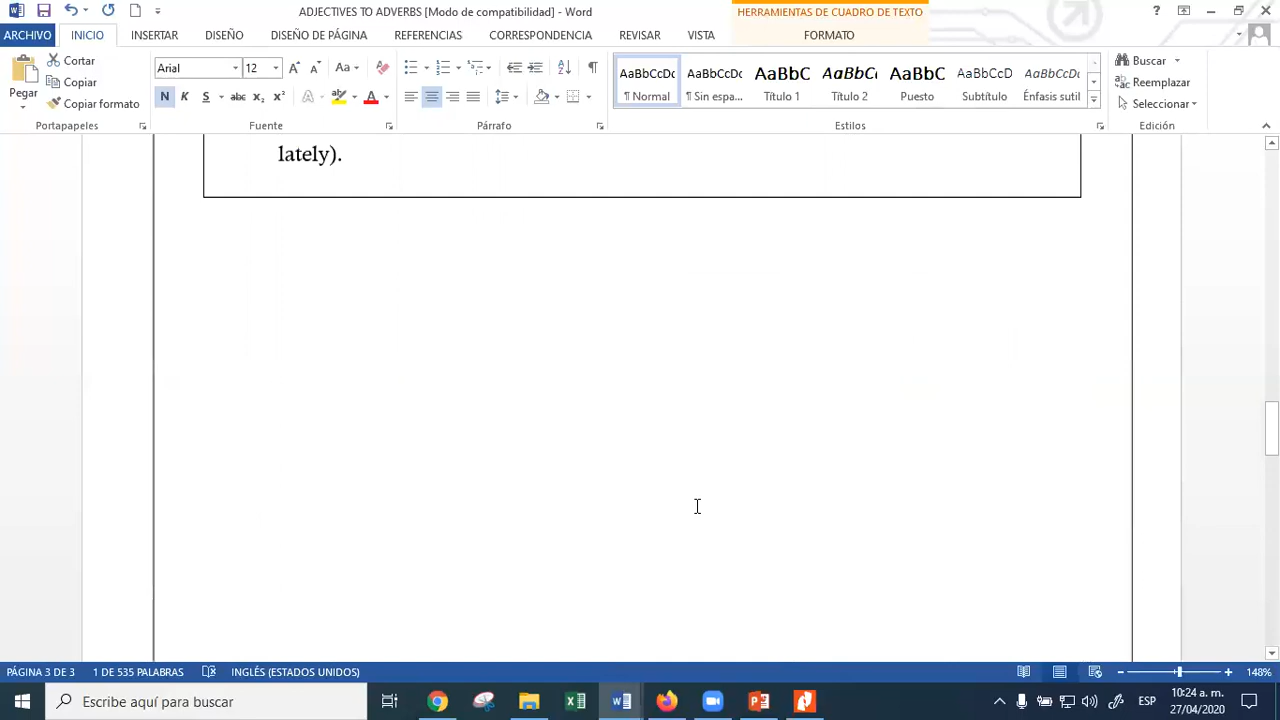 ADJECTIVES TO ADVERBS [Modo de compatibilidad] - Word
HERRAMIENTAS DE CUADRO DE TEXTO
ARCHIVO INICIO INSERTAR DISEÑO DISEÑO DE PÁGINA REFERENCIAS CORRESPONDENCIA REVISAR VISTA FORMATO
Pegar
Cortar
Copiar
Copiar formato
Portapapeles
Arial 12
N K S abc x₂ x²
Aa
A
Fuente
Párrafo
AaBbCcDc AaBbCcDc AaBbC AaBbCc AaBbC AaBbCcD AaBbCcDc
¶ Normal ¶ Sin espa... Título 1 Título 2 Puesto Subtítulo Énfasis sutil
Estilos
Buscar
Reemplazar
Seleccionar
Edición
lately).
PÁGINA 3 DE 3 1 DE 535 PALABRAS INGLÉS (ESTADOS UNIDOS) 148%
Escribe aquí para buscar
ESP
10:24 a. m.
27/04/2020